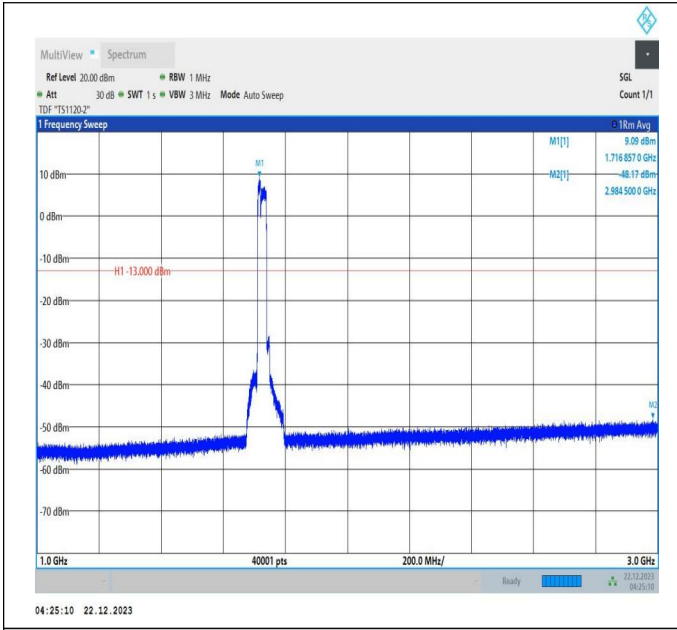 R S
MultiView Spectrum
Ref Level 20.00 dBm RBW 1 MHz SGL
Att 30 dB SWT 1 s VBW 3 MHz Mode Auto Sweep Count 1/1
TDF "TS1120-2"
1 Frequency Sweep 1Rm Avg
M1[1] 9.09 dBm
1.716 857 0 GHz
M2[1] -48.17 dBm
2.984 500 0 GHz
M1
10 dBm
0 dBm
-10 dBm
H1 -13.000 dBm
-20 dBm
-30 dBm
-40 dBm
M2
-50 dBm
-60 dBm
-70 dBm
1.0 GHz 40001 pts 200.0 MHz/ 3.0 GHz
Ready 22.12.2023
04:25:10
04:25:10 22.12.2023